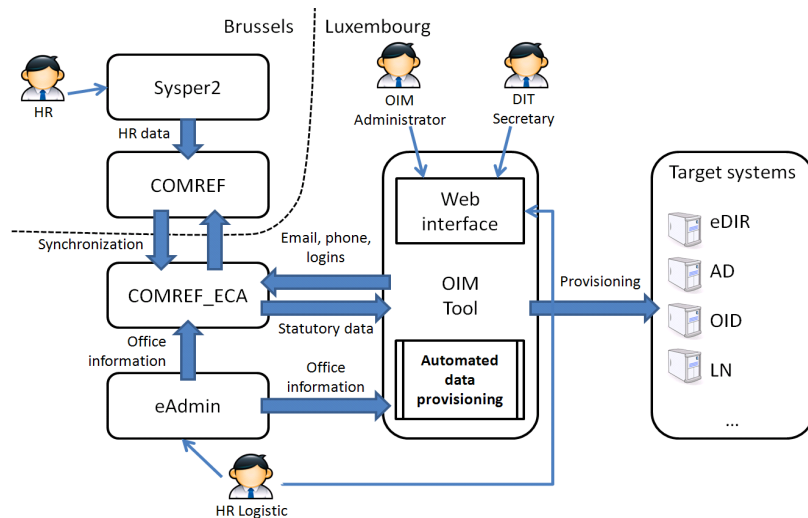 Brussels
Luxembourg
HR
Sysper2
OIM
Administrator
DIT
Secretary
HR data
COMREF
Web
interface
Target systems
eDIR
Synchronization
Email, phone,
logins
COMREF_ECA
OIM
Tool
Provisioning
AD
Statutory data
OID
Office
information
Office
information
Automated
data
provisioning
LN
eAdmin
...
HR Logistic